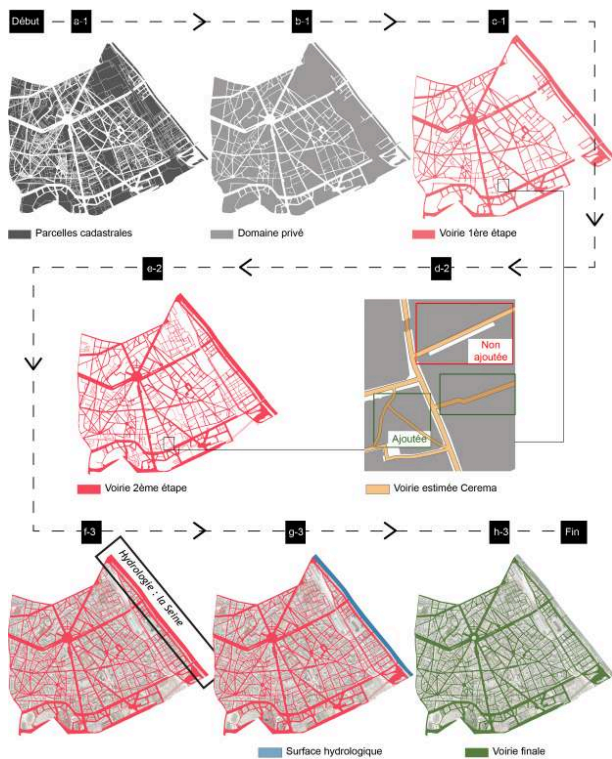 Début
a-1
b-1
c-1
Parcelles cadastrales
Domaine privé
Voirie 1ère étape
e-2
d-2
Non
ajoutée
Ajoutée
Voirie 2ème étape
Voirie estimée Cerema
f-3
g-3
h-3
Fin
Hydrologie : la Seine
Surface hydrologique
Voirie finale